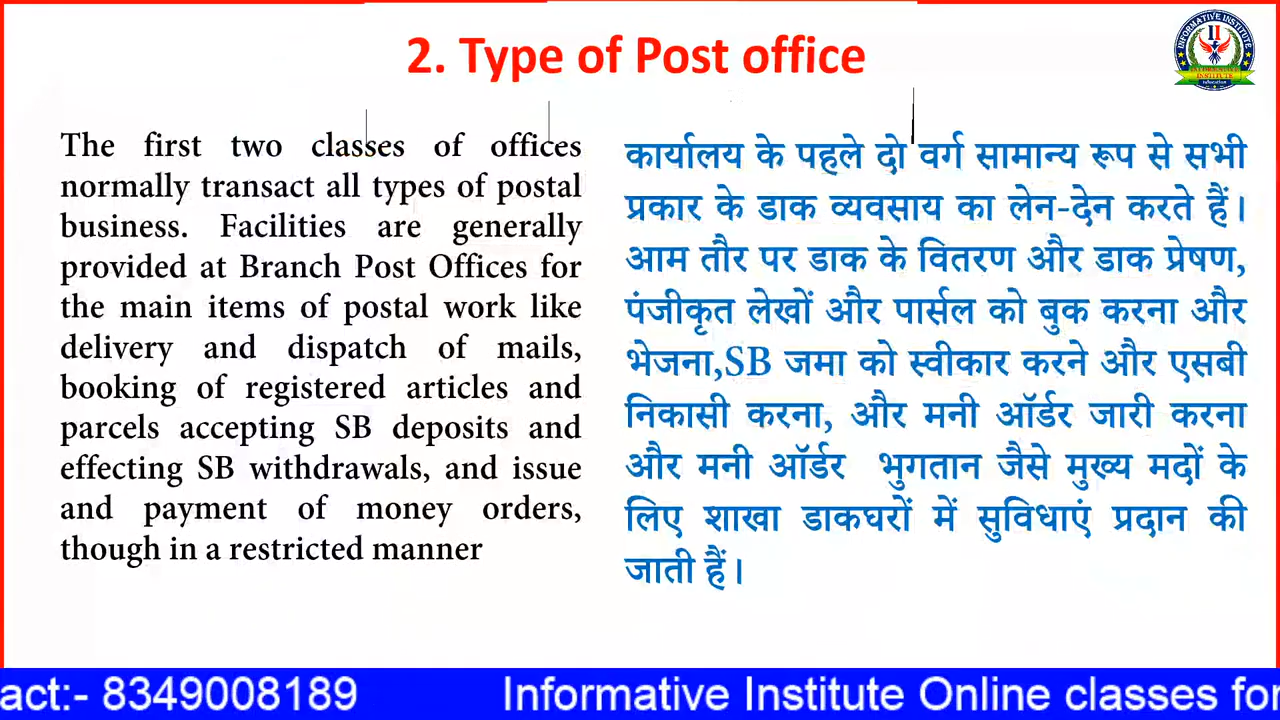 2. Type of Post office
INFORMATIVE INSTITUTE
The first two classes of offices
normally transact all types of postal
business. Facilities are generally
provided at Branch Post Offices for
the main items of postal work like
delivery and dispatch of mails,
booking of registered articles and
parcels accepting SB deposits and
effecting SB withdrawals, and issue
and payment of money orders,
though in a restricted manner
कार्यालय के पहले दो वर्ग सामान्य रूप से सभी
प्रकार के डाक व्यवसाय का लेन-देन करते हैं।
आम तौर पर डाक के वितरण और डाक प्रेषण,
पंजीकृत लेखों और पार्सल को बुक करना और
भेजना,SB जमा को स्वीकार करने और एसबी
निकासी करना, और मनी ऑर्डर जारी करना
और मनी ऑर्डर भुगतान जैसे मुख्य मदों के
लिए शाखा डाकघरों में सुविधाएं प्रदान की
जाती हैं।
act:- 8349008189 Informative Institute Online classes for